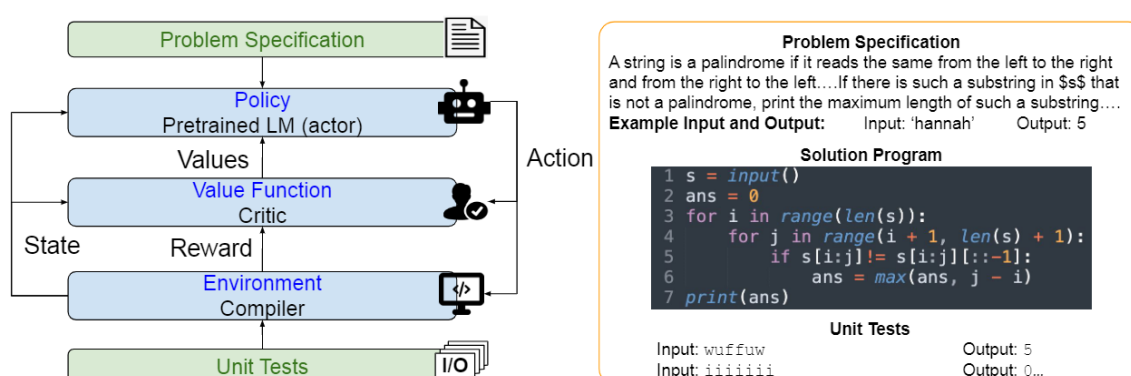 Problem Specification
Policy
Pretrained LM (actor)
Values
Action
Value Function
Critic
State
Reward
Environment
</>
Compiler
Unit Tests
I/O
Problem Specification
A string is a palindrome if it reads the same from the left to the right
and from the right to the left….If there is such a substring in $s$ that
is not a palindrome, print the maximum length of such a substring….
Example Input and Output: Input: ‘hannah’ Output: 5
Solution Program
1 s = input()
2 ans = 0
3 for i in range(len(s)):
4     for j in range(i + 1, len(s) + 1):
5         if s[i:j]!= s[i:j][::-1]:
6             ans = max(ans, j - i)
7 print(ans)
Unit Tests
Input: wuffuw Output: 5
Input: iiiiiii Output: 0…